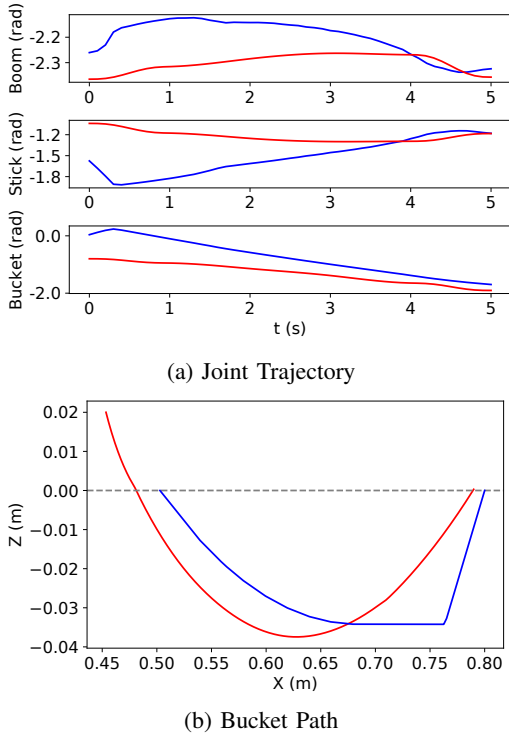 Boom (rad)
-2.2
-2.3
0 1 2 3 4 5
Stick (rad)
-1.2
-1.5
-1.8
0 1 2 3 4 5
Bucket (rad)
0.0
-2.0
0 1 2 3 4 5
t (s)
(a) Joint Trajectory
Z (m)
0.02
0.01
0.00
−0.01
−0.02
−0.03
−0.04
0.45 0.50 0.55 0.60 0.65 0.70 0.75 0.80
X (m)
(b) Bucket Path